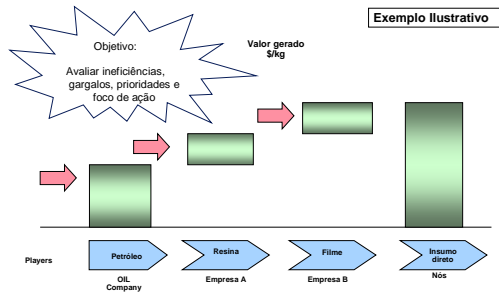 Exemplo Ilustrativo
Objetivo:
Avaliar ineficiências,
gargalos, prioridades e
foco de ação
Valor gerado
$/kg
Players
Petróleo
Resina
Filme
Insumo
direto
OIL
Company
Empresa A
Empresa B
Nós